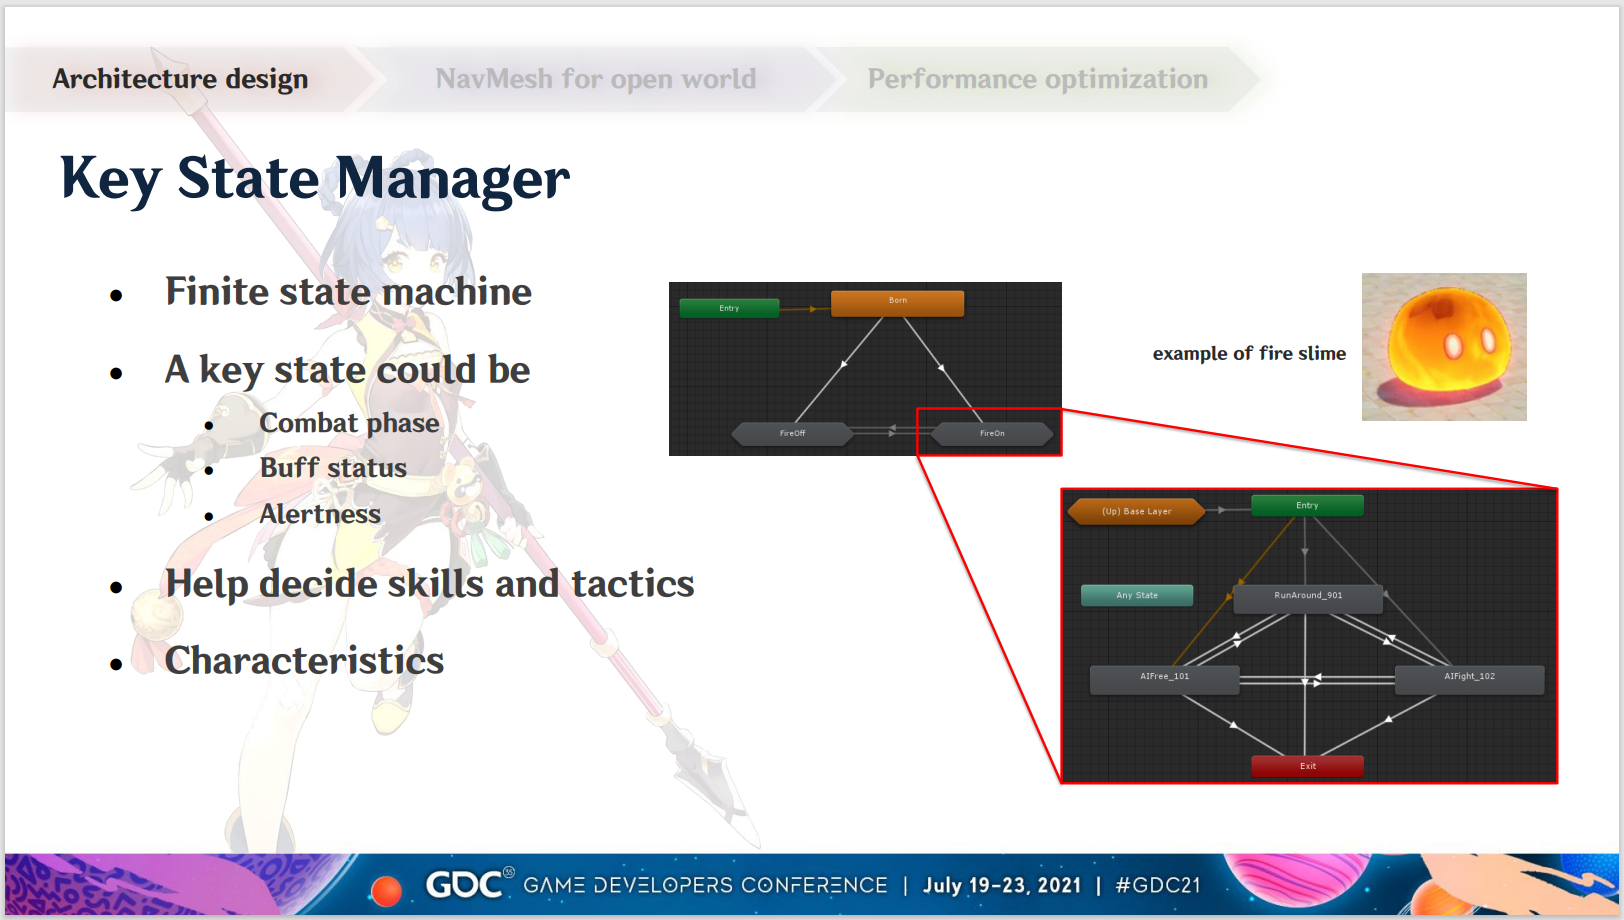 Architecture design
NavMesh for open world
Performance optimization
Key State Manager
• Finite state machine
• A key state could be
• Combat phase
• Buff status
• Alertness
• Help decide skills and tactics
• Characteristics
Entry
Born
FireOff
FireOn
example of fire slime
(Up) Base Layer
Entry
Any State
RunAround_901
AIFree_101
AIFight_102
Exit
GDC 35 GAME DEVELOPERS CONFERENCE | July 19-23, 2021 | #GDC21